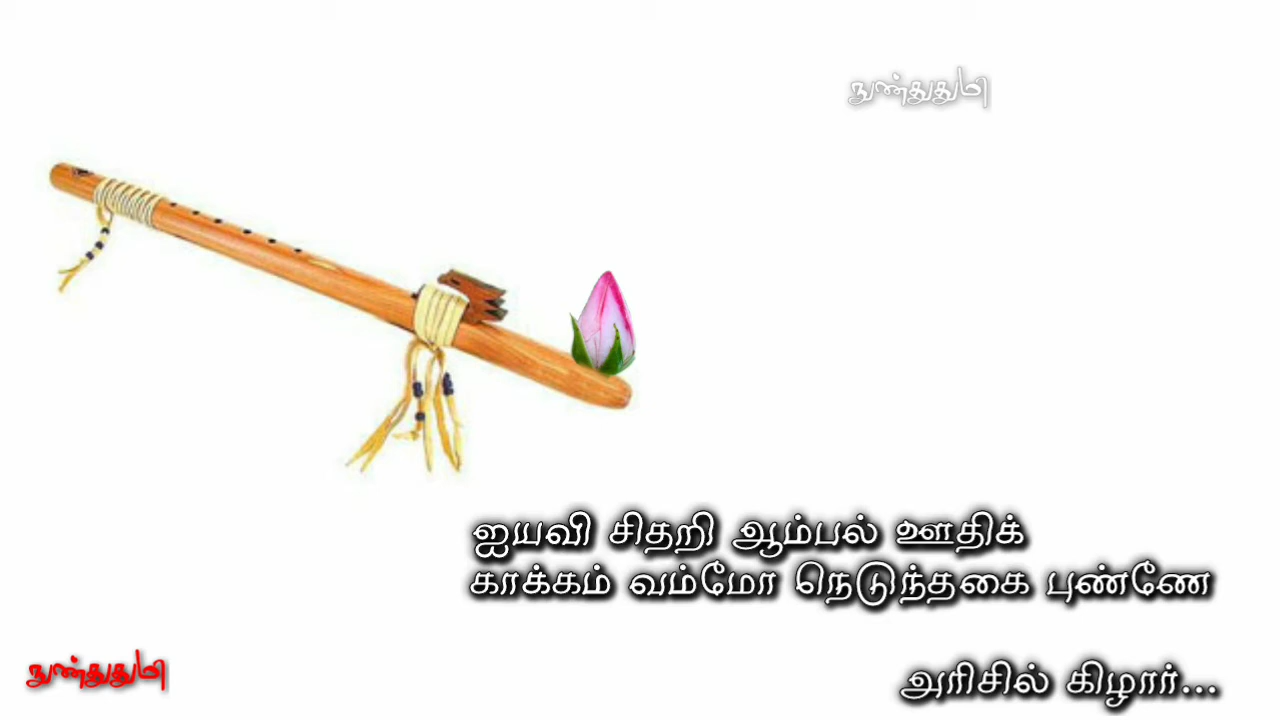 நுண்துதுமி
ஐயவி சிதறி ஆம்பல் ஊதிக்
காக்கம் வம்மோ நெடுந்தகை புண்ணே
நுண்துதுமி
அரிசில் கிழார்...